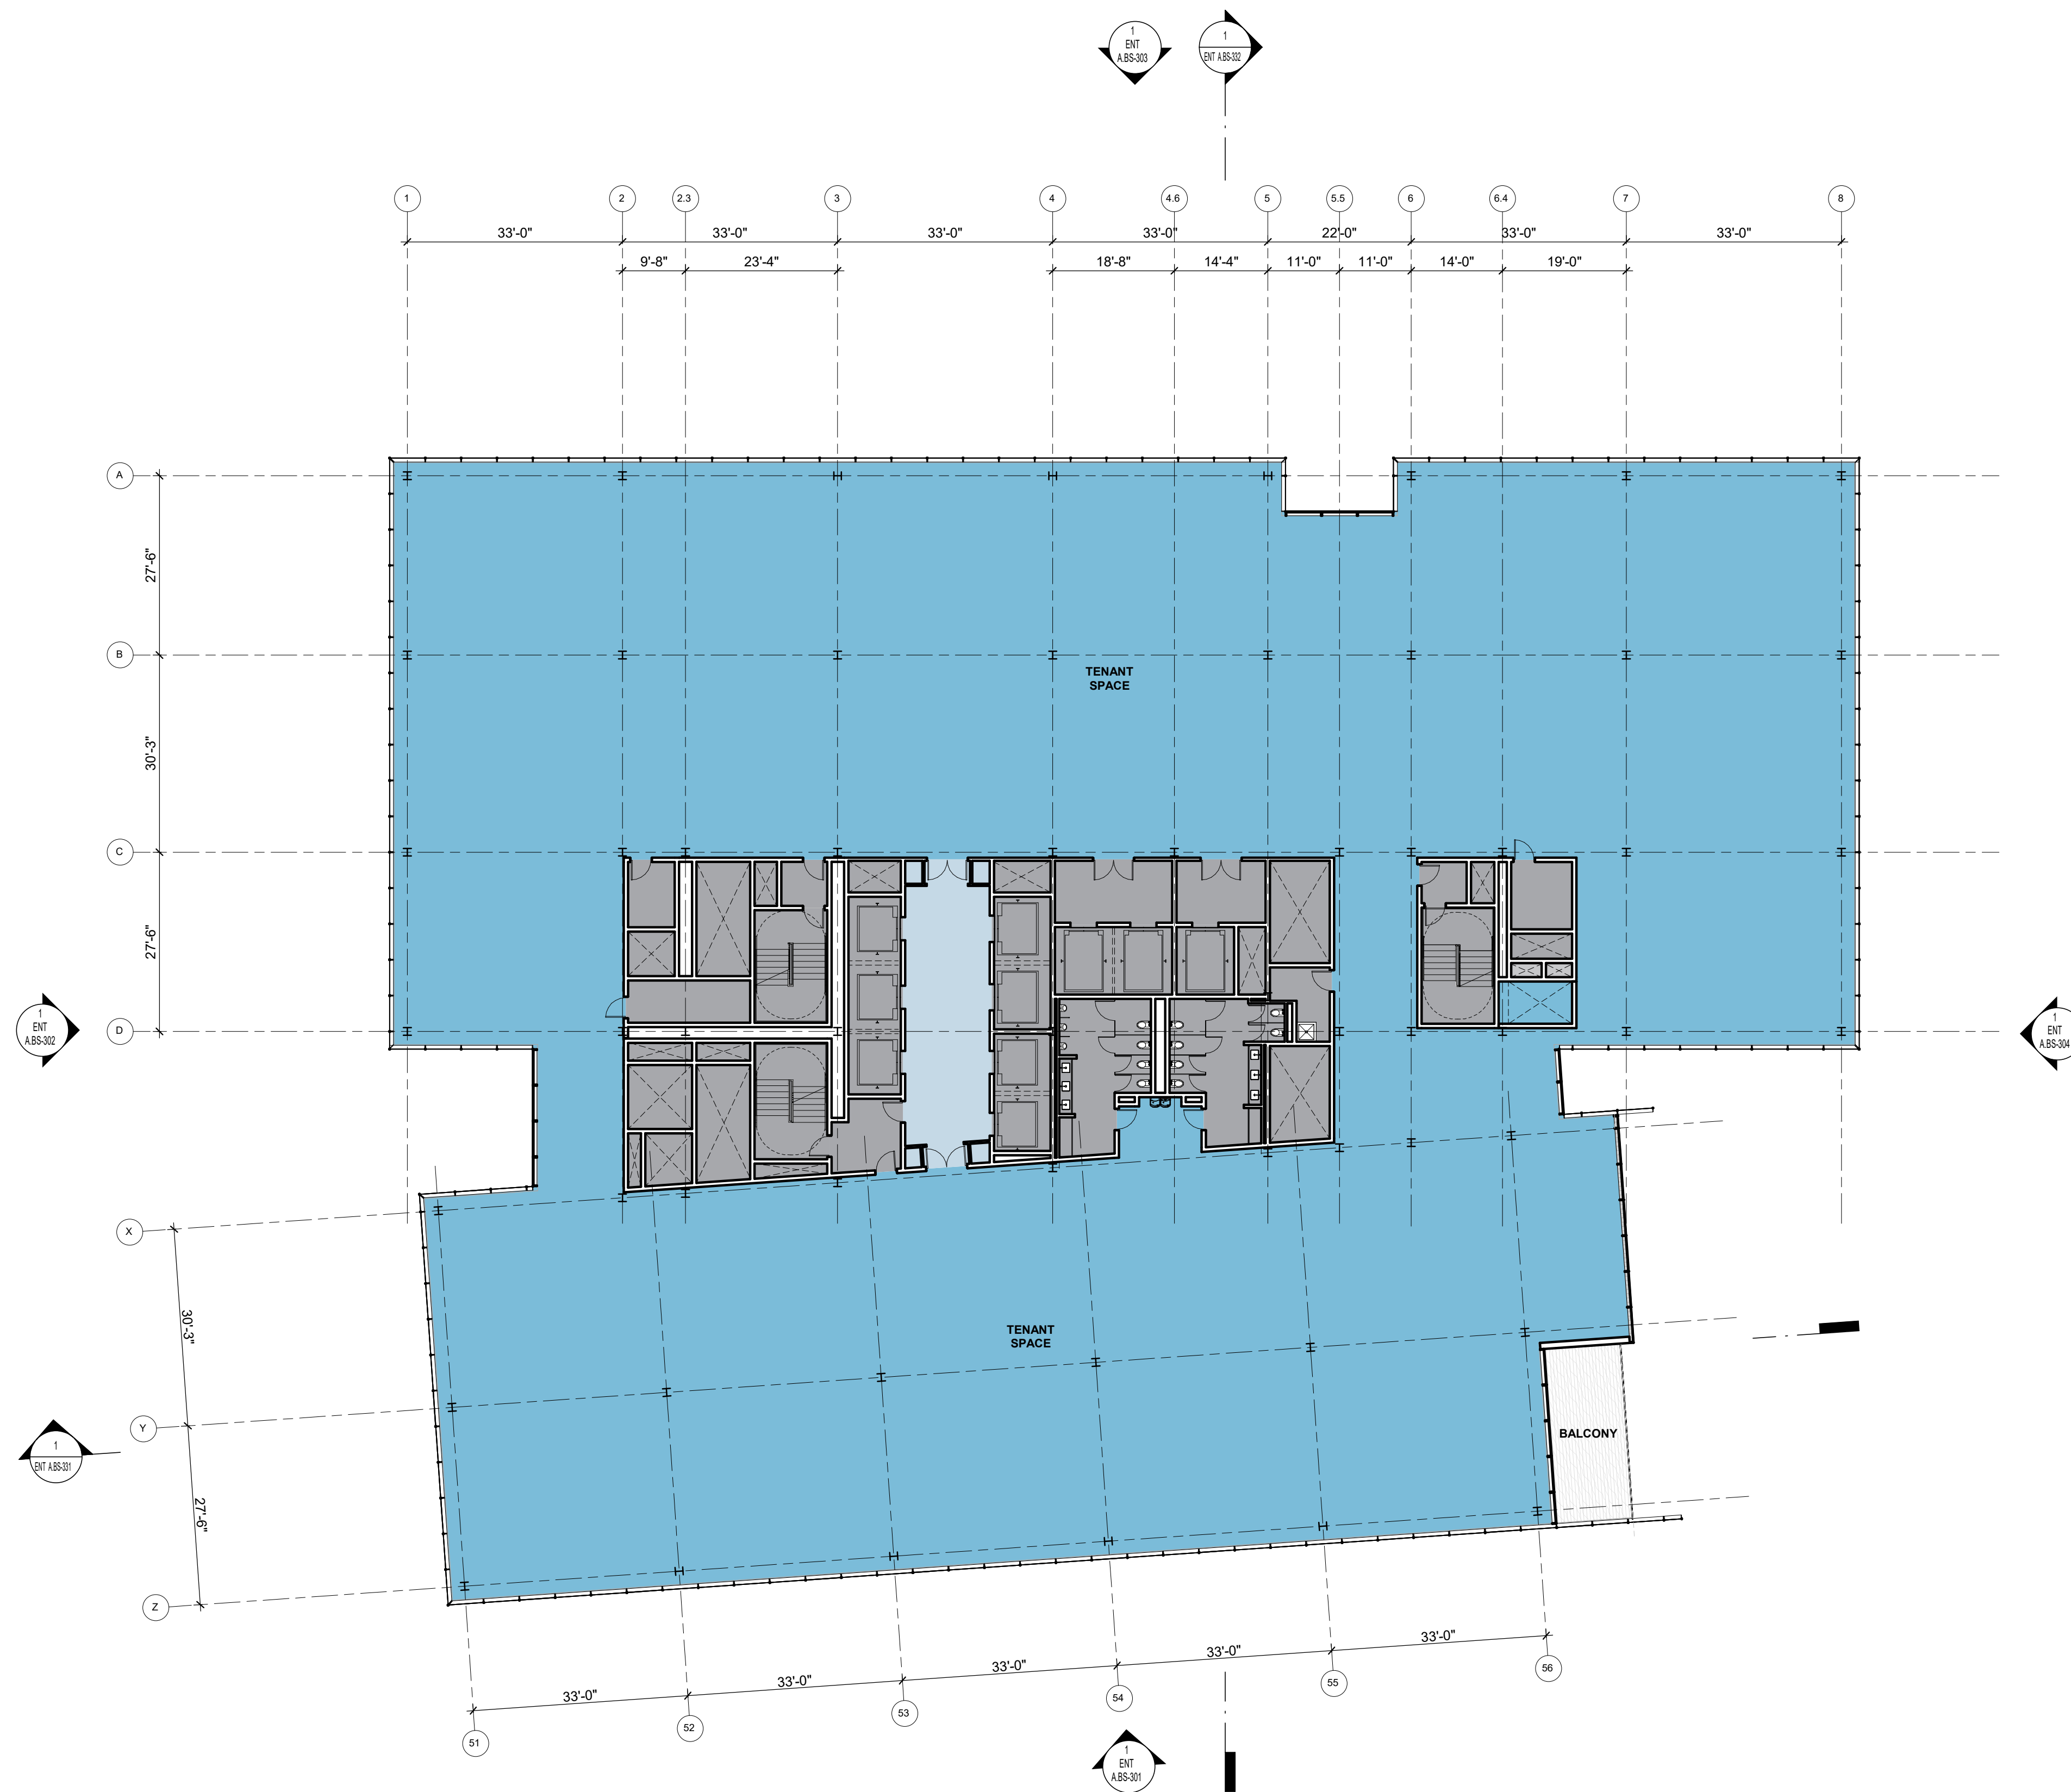 1
ENT
A.BS-303
1
ENT A.BS-332
1
2
2.3
3
4
4.6
5
5.5
6
6.4
7
8
33'-0"
33'-0"
33'-0"
33'-0"
22'-0"
33'-0"
33'-0"
9'-8"
23'-4"
18'-8"
14'-4"
11'-0"
11'-0"
14'-0"
19'-0"
A
27'-6"
B
TENANT
SPACE
30'-3"
C
27'-6"
D
1
ENT
A.BS-302
1
ENT
A.BS-304
X
30'-3"
TENANT
SPACE
Y
BALCONY
1
ENT A.BS-331
27'-6"
Z
33'-0"
33'-0"
33'-0"
33'-0"
33'-0"
51
52
53
54
55
56
1
ENT
A.BS-301